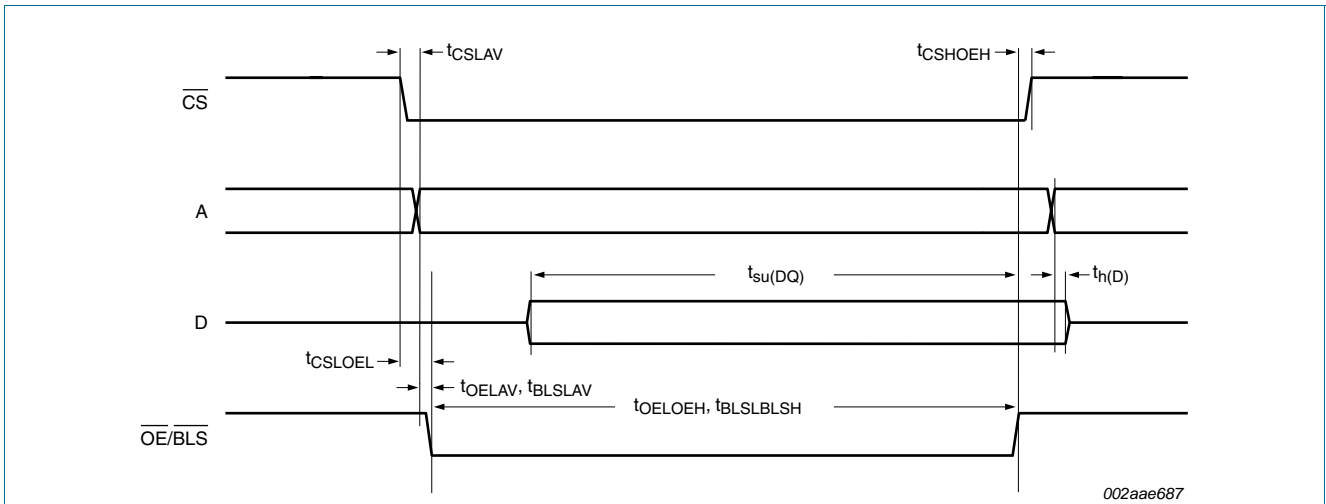 tCSLAV
tCSHOEH
CS
A
tsu(DQ)
th(D)
D
tCSLOEL
tOELAV, tBLSLAV
tOELOEH, tBLSLBLSH
OE/BLS
002aae687